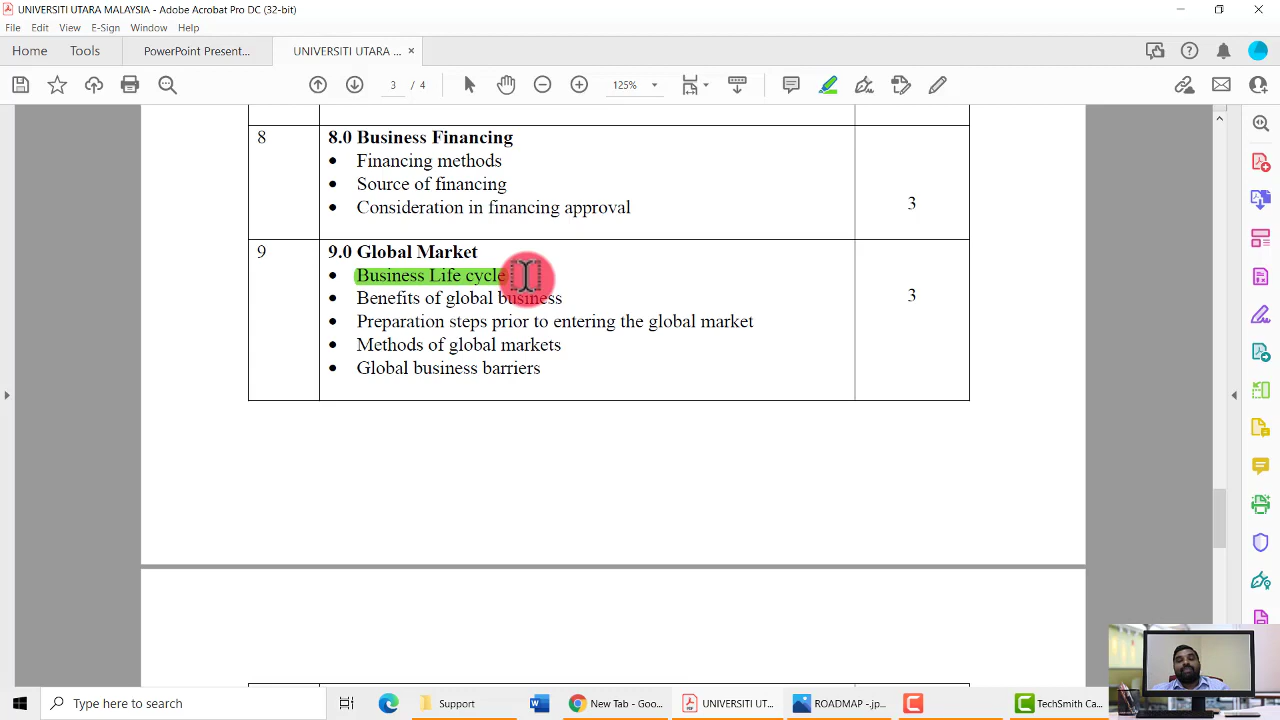 UNIVERSITI UTARA MALAYSIA - Adobe Acrobat Pro DC (32-bit)
File Edit View E-Sign Window Help
Home Tools PowerPoint Present... UNIVERSITI UTARA ... ×
3 / 4 125%
8 8.0 Business Financing
• Financing methods
• Source of financing
• Consideration in financing approval
3
9 9.0 Global Market
• Business Life cycle
• Benefits of global business
• Preparation steps prior to entering the global market
• Methods of global markets
• Global business barriers
3
Type here to search New Tab - Goo... UNIVERSITI UT... ROADMAP -.jp... TechSmith Ca...